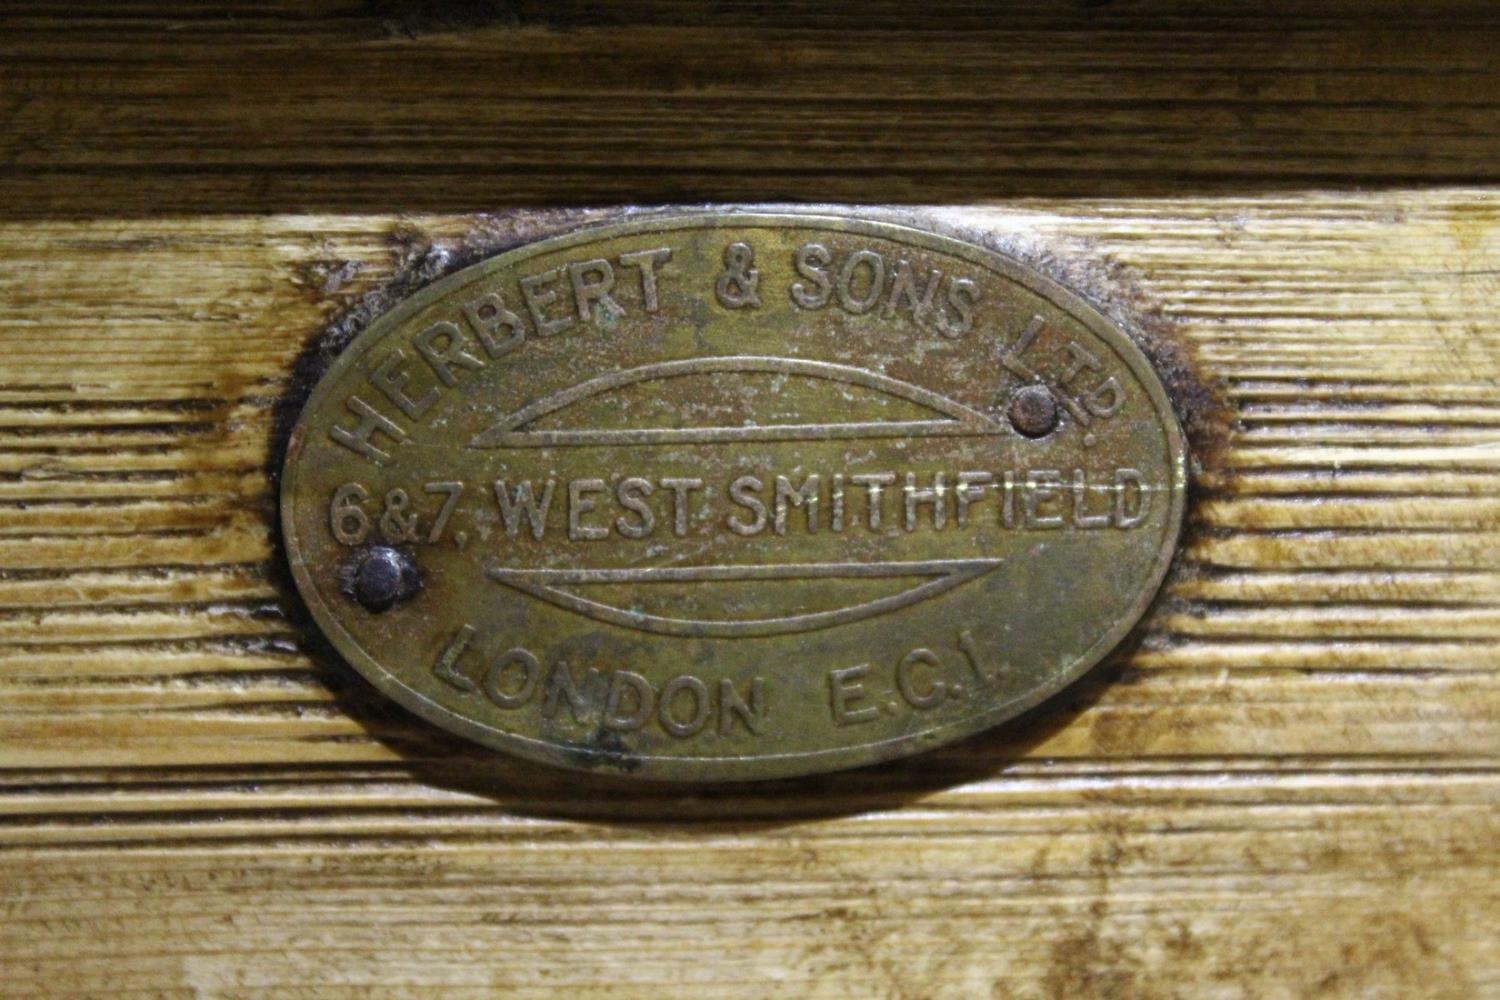 HERBERT & SONS LTD.
6&7, WEST SMITHFIELD
LONDON E.C.1.